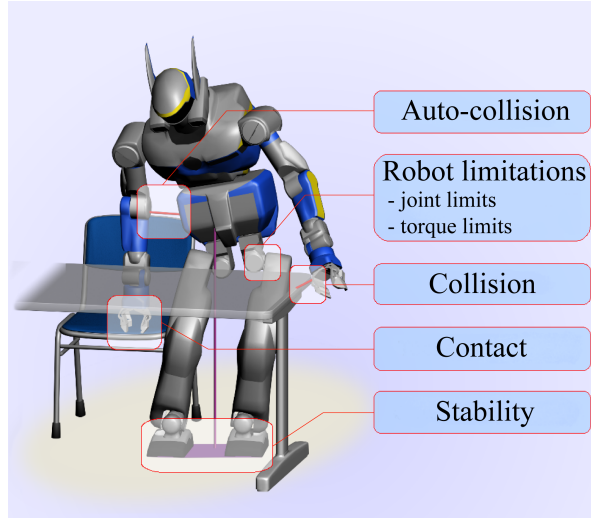 Auto-collision
Robot limitations
- joint limits
- torque limits
Collision
Contact
Stability